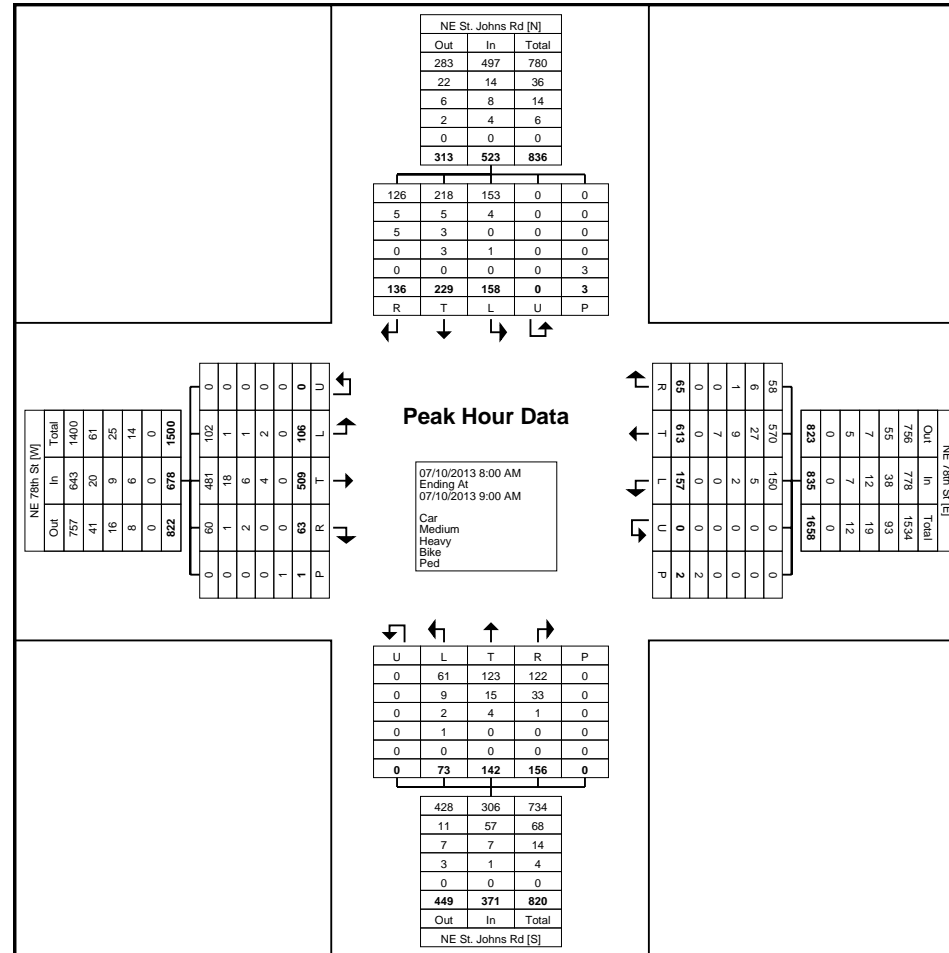 NE St. Johns Rd [N]
Out In Total
283 497 780
22 14 36
6 8 14
2 4 6
0 0 0
313 523 836
126 218 153 0 0
5 5 4 0 0
5 3 0 0 0
0 3 1 0 0
0 0 0 0 3
136 229 158 0 3
R T L U P
NE 78th St [W]
Out In Total
757 643 1400
41 20 61
16 9 25
8 6 14
0 0 0
822 678 1500
U L T R P
0 106 509 63 1
0 0 0 0 1
0 2 4 0 0
0 1 6 2 0
0 1 18 1 0
0 102 481 60 0
Peak Hour Data
07/10/2013 8:00 AM
Ending At
07/10/2013 9:00 AM
Car
Medium
Heavy
Bike
Ped
NE 78th St [E]
Out In Total
756 778 1534
55 38 93
7 12 19
5 7 12
0 0 0
823 835 1658
58 570 150 0 0
6 27 5 0 0
1 9 2 0 0
0 7 0 0 0
0 0 0 0 2
65 613 157 0 2
R T L U P
U L T R P
0 61 123 122 0
0 9 15 33 0
0 2 4 1 0
0 1 0 0 0
0 0 0 0 0
0 73 142 156 0
428 306 734
11 57 68
7 7 14
3 1 4
0 0 0
449 371 820
Out In Total
NE St. Johns Rd [S]